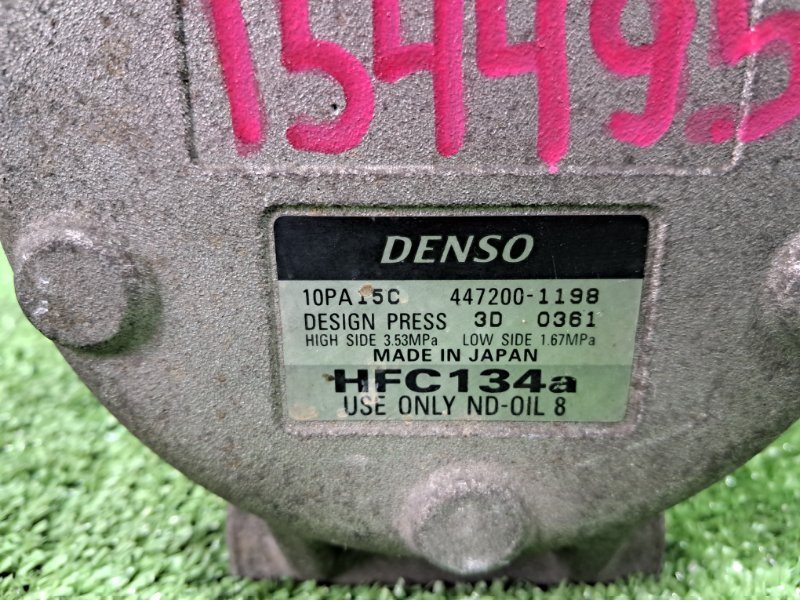 154495
DENSO
10PA15C 447200-1198
DESIGN PRESS 3D 0361
HIGH SIDE 3.53MPa LOW SIDE 1.67MPa
MADE IN JAPAN
HFC134a
USE ONLY ND-OIL 8